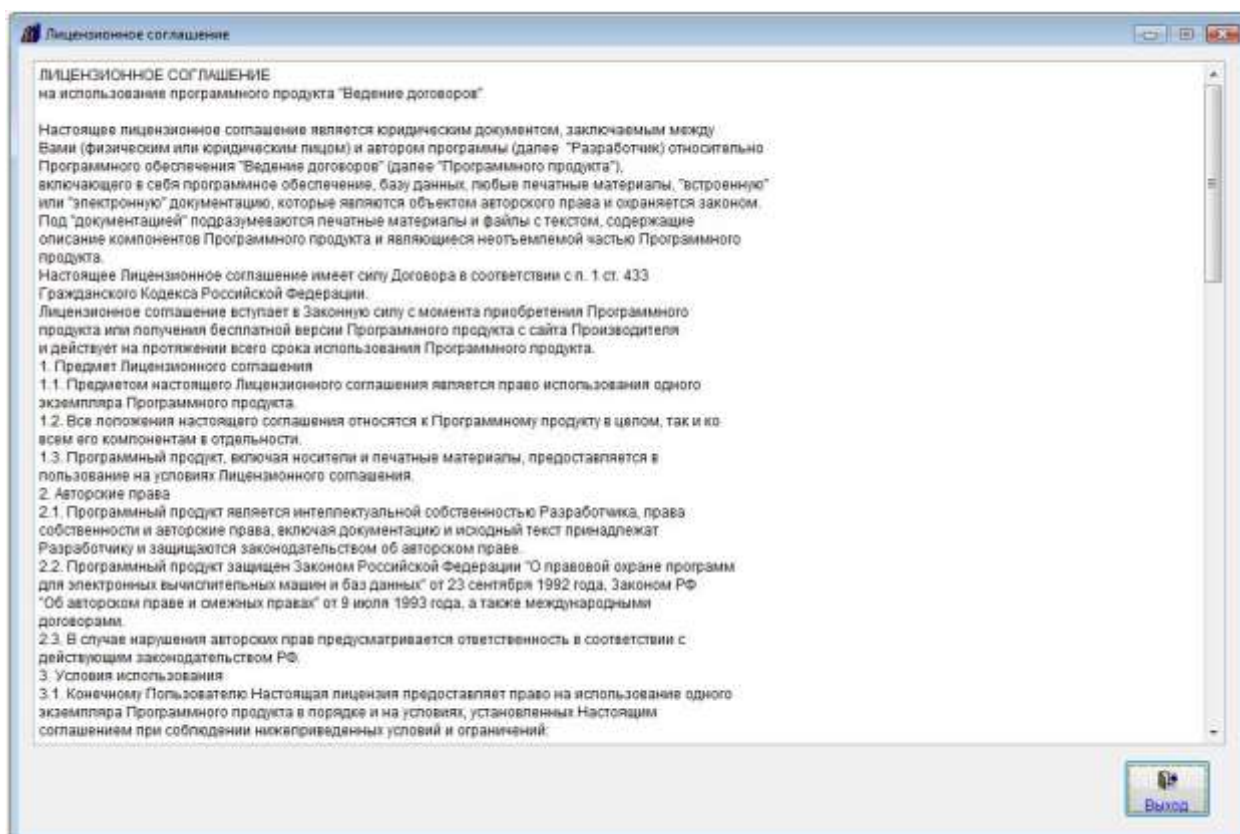 Лицензионное соглашение
ЛИЦЕНЗИОННОЕ СОГЛАШЕНИЕ
на использование программного продукта "Ведение договоров"
Настоящее лицензионное соглашение является юридическим документом, заключаемым между
Вами (физическим или юридическим лицом) и автором программы (далее "Разработчик) относительно
Программного обеспечения "Ведение договоров" (далее "Программного продукта"),
включающего в себя программное обеспечение, базу данных, любые печатные материалы, "встроенную"
или "электронную" документацию, которые являются объектом авторского права и охраняется законом.
Под "документацией" подразумеваются печатные материалы и файлы с текстом, содержащие
описание компонентов Программного продукта и являющиеся неотъемлемой частью Программного
продукта.
Настоящее Лицензионное соглашение имеет силу Договора в соответствии с п. 1 ст. 433
Гражданского Кодекса Российской Федерации.
Лицензионное соглашение вступает в Законную силу с момента приобретения Программного
продукта или получения бесплатной версии Программного продукта с сайта Производителя
и действует на протяжении всего срока использования Программного продукта.
1. Предмет Лицензионного соглашения
1.1. Предметом настоящего Лицензионного соглашения является право использования одного
экземпляра Программного продукта.
1.2. Все положения настоящего соглашения относятся к Программному продукту в целом, так и ко
всем его компонентам в отдельности.
1.3. Программный продукт, включая носители и печатные материалы, предоставляется в
пользование на условиях Лицензионного соглашения.
2. Авторские права
2.1. Программный продукт является интеллектуальной собственностью Разработчика, права
собственности и авторские права, включая документацию и исходный текст принадлежат
Разработчику и защищаются законодательством об авторском праве.
2.2. Программный продукт защищен Законом Российской Федерации "О правовой охране программ
для электронных вычислительных машин и баз данных" от 23 сентября 1992 года, Законом РФ
"Об авторском праве и смежных правах" от 9 июля 1993 года, а также международными
договорами.
2.3. В случае нарушения авторских прав предусматривается ответственность в соответствии с
действующим законодательством РФ.
3. Условия использования
3.1. Конечному Пользователю Настоящая лицензия предоставляет право на использование одного
экземпляра Программного продукта в порядке и на условиях, установленных Настоящим
соглашением при соблюдении нижеприведенных условий и ограничений:
Выход